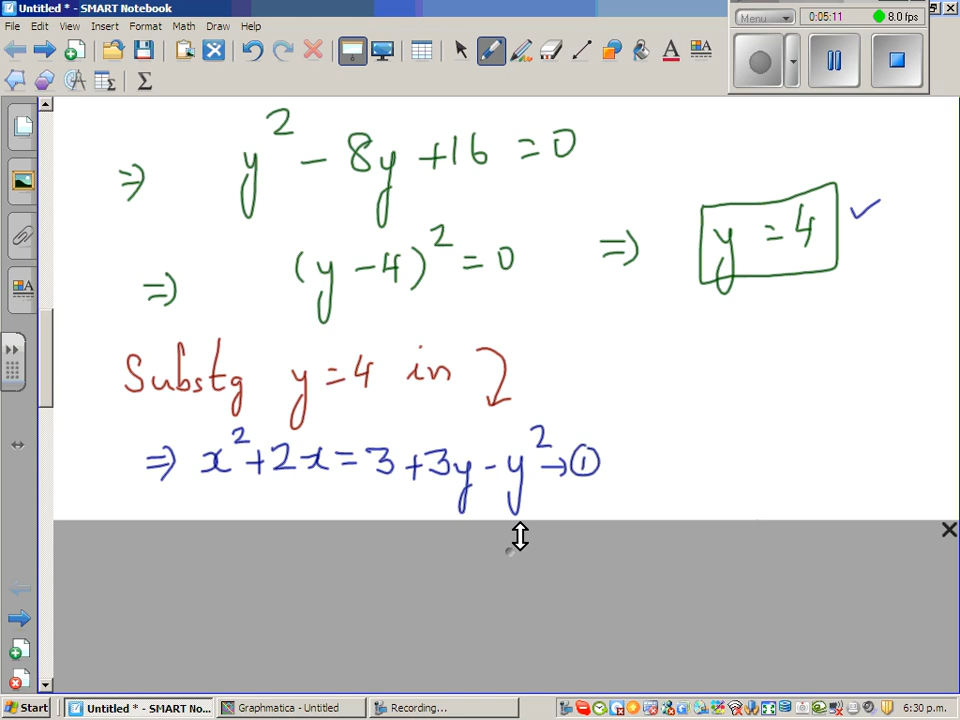 Untitled * - SMART Notebook
File Edit View Insert Format Math Draw Help
Menu
0:05:11
8.0 fps
⇒ y² - 8y + 16 = 0
⇒ (y - 4)² = 0 ⇒ y = 4 ✓
Substg y = 4 in
⇒ x² + 2x = 3 + 3y - y² → ①
Start
Untitled * - SMART No...
Graphmatica - Untitled
Recording...
6:30 p.m.